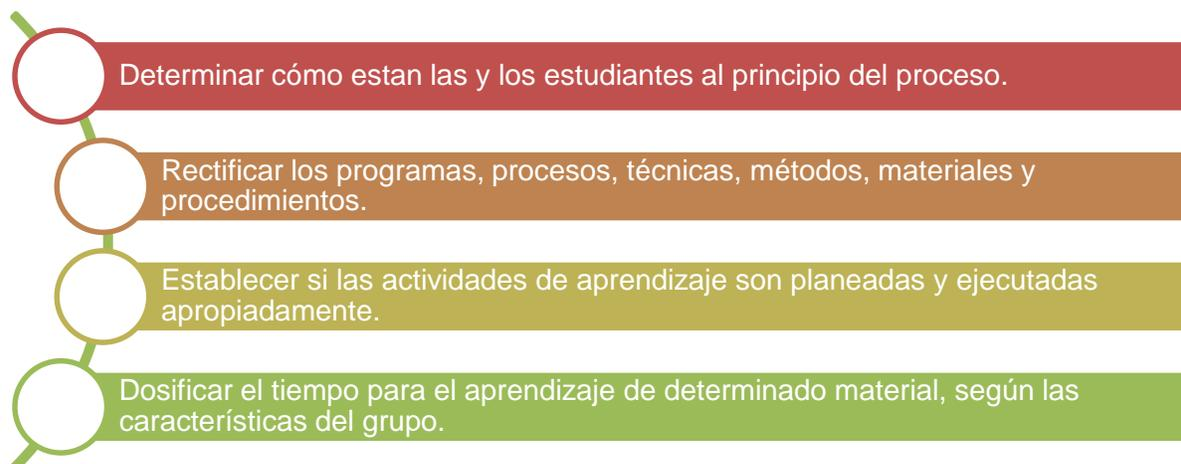 Determinar cómo estan las y los estudiantes al principio del proceso.
Rectificar los programas, procesos, técnicas, métodos, materiales y
procedimientos.
Establecer si las actividades de aprendizaje son planeadas y ejecutadas
apropiadamente.
Dosificar el tiempo para el aprendizaje de determinado material, según las
características del grupo.